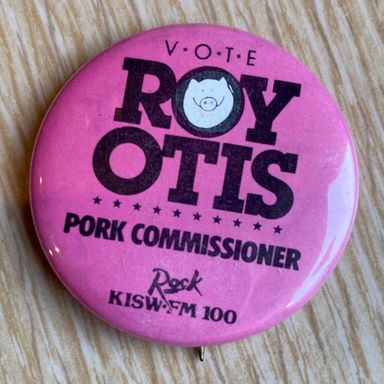 V·O·T·E
ROY
OTIS
★ ★ ★ ★ ★ ★ ★ ★ ★ ★
PORK COMMISSIONER
Rock
KISW·FM 100